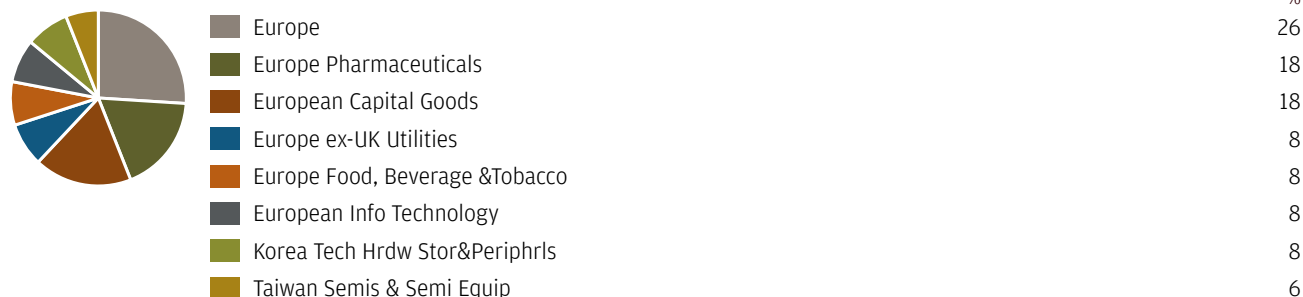 %
Europe 26
Europe Pharmaceuticals 18
European Capital Goods 18
Europe ex-UK Utilities 8
Europe Food, Beverage &Tobacco 8
European Info Technology 8
Korea Tech Hrdw Stor&Periphrls 8
Taiwan Semis & Semi Equip 6